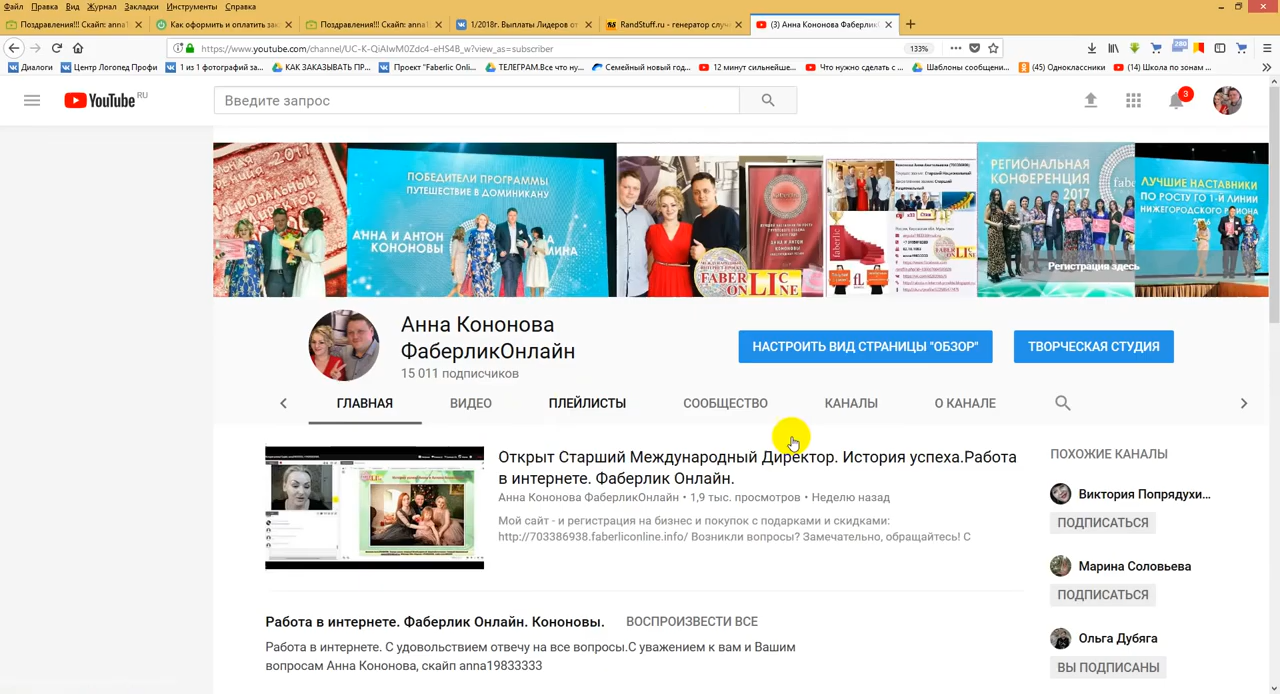 Файл Правка Вид Журнал Закладки Инструменты Справка
Поздравления!!! Скайп: anna1
Как оформить и оплатить зак
Поздравления!!! Скайп: anna1
1/2018г. Выплаты Лидеров от
RandStuff.ru - генератор случ
(3) Анна Кононова Фаберли
https://www.youtube.com/channel/UC-K-QiAlwM0Zdc4-eHS4B_w?view_as=subscriber
133%
280
Диалоги
Центр Логопед Профи
1 из 1 фотографий за...
КАК ЗАКАЗЫВАТЬ ПР...
Проект "Faberlic Onli...
ТЕЛЕГРАМ.Все что ну...
Семейный новый год...
12 минут сильнейше...
Что нужно сделать с ...
Шаблоны сообщени...
(45) Одноклассники
(14) Школа по зонам ...
YouTube RU
Введите запрос
3
ПОБЕДИТЕЛИ ПРОГРАММЫ
ПУТЕШЕСТВИЕ В ДОМИНИКАНУ
АННА И АНТОН
КОНОНОВЫ
FABER
ONLINE
РЕГИОНАЛЬНАЯ
КОНФЕРЕНЦИЯ
2017
ЛУЧШИЕ НАСТАВНИКИ
ПО РОСТУ ГО 1-Й ЛИНИИ
НИЖЕГОРОДСКОГО РАЙОНА
Регистрация здесь
Анна Кононова
ФаберликОнлайн
15 011 подписчиков
НАСТРОИТЬ ВИД СТРАНИЦЫ "ОБЗОР"
ТВОРЧЕСКАЯ СТУДИЯ
ГЛАВНАЯ
ВИДЕО
ПЛЕЙЛИСТЫ
СООБЩЕСТВО
КАНАЛЫ
О КАНАЛЕ
Открыт Старший Международный Директор. История успеха.Работа
в интернете. Фаберлик Онлайн.
Анна Кононова ФаберликОнлайн • 1,9 тыс. просмотров • Неделю назад
Мой сайт - и регистрация на бизнес и покупок с подарками и скидками:
http://703386938.faberliconline.info/ Возникли вопросы? Замечательно, обращайтесь! С
ПОХОЖИЕ КАНАЛЫ
Виктория Попрядухи...
ПОДПИСАТЬСЯ
Марина Соловьева
ПОДПИСАТЬСЯ
Ольга Дубяга
ВЫ ПОДПИСАНЫ
Работа в интернете. Фаберлик Онлайн. Кононовы.
ВОСПРОИЗВЕСТИ ВСЕ
Работа в интернете. С удовольствием отвечу на все вопросы.С уважением к вам и Вашим
вопросам Анна Кононова, скайп anna19833333